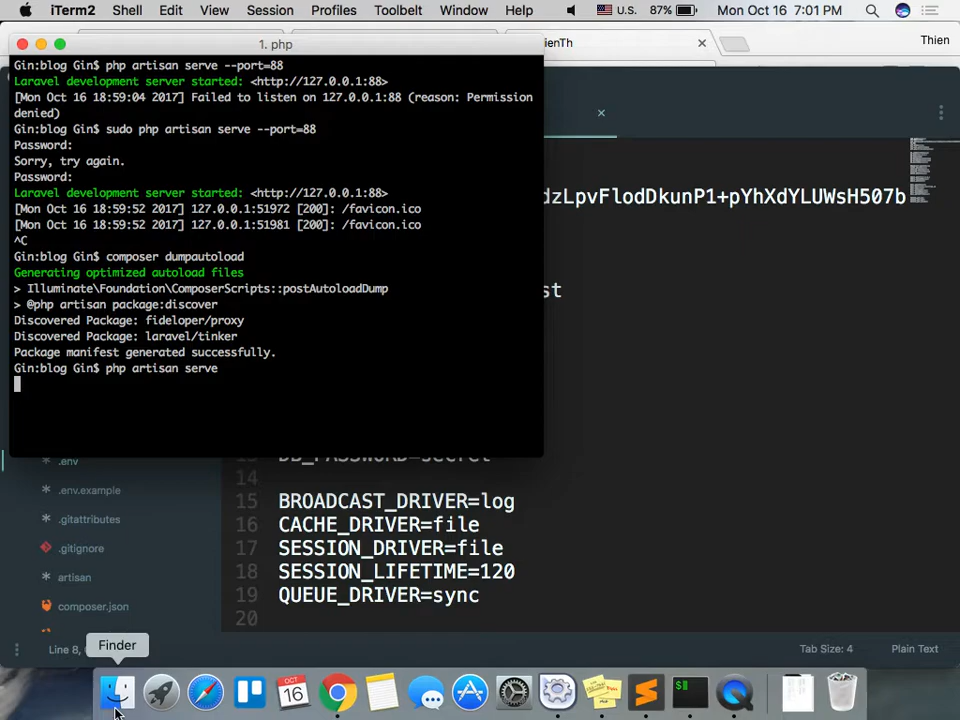 iTerm2 Shell Edit View Session Profiles Toolbelt Window Help U.S. 87% Mon Oct 16 7:01 PM
1. php
ienTh
Thien
Gin:blog Gin$ php artisan serve --port=88
Laravel development server started: <http://127.0.0.1:88>
[Mon Oct 16 18:59:04 2017] Failed to listen on 127.0.0.1:88 (reason: Permission
denied)
Gin:blog Gin$ sudo php artisan serve --port=88
Password:
Sorry, try again.
Password:
Laravel development server started: <http://127.0.0.1:88>
[Mon Oct 16 18:59:52 2017] 127.0.0.1:51972 [200]: /favicon.ico
[Mon Oct 16 18:59:52 2017] 127.0.0.1:51981 [200]: /favicon.ico
^C
Gin:blog Gin$ composer dumpautoload
Generating optimized autoload files
> Illuminate\Foundation\ComposerScripts::postAutoloadDump
> @php artisan package:discover
Discovered Package: fideloper/proxy
Discovered Package: laravel/tinker
Package manifest generated successfully.
Gin:blog Gin$ php artisan serve
dzLpvFlodDkunP1+pYhXdYLUWsH507b
st
13 DB_PASSWORD=secret
14
15 BROADCAST_DRIVER=log
16 CACHE_DRIVER=file
17 SESSION_DRIVER=file
18 SESSION_LIFETIME=120
19 QUEUE_DRIVER=sync
20
.env
.env.example
.gitattributes
.gitignore
artisan
composer.json
Line 8,
Tab Size: 4 Plain Text
Finder
OCT
16
$